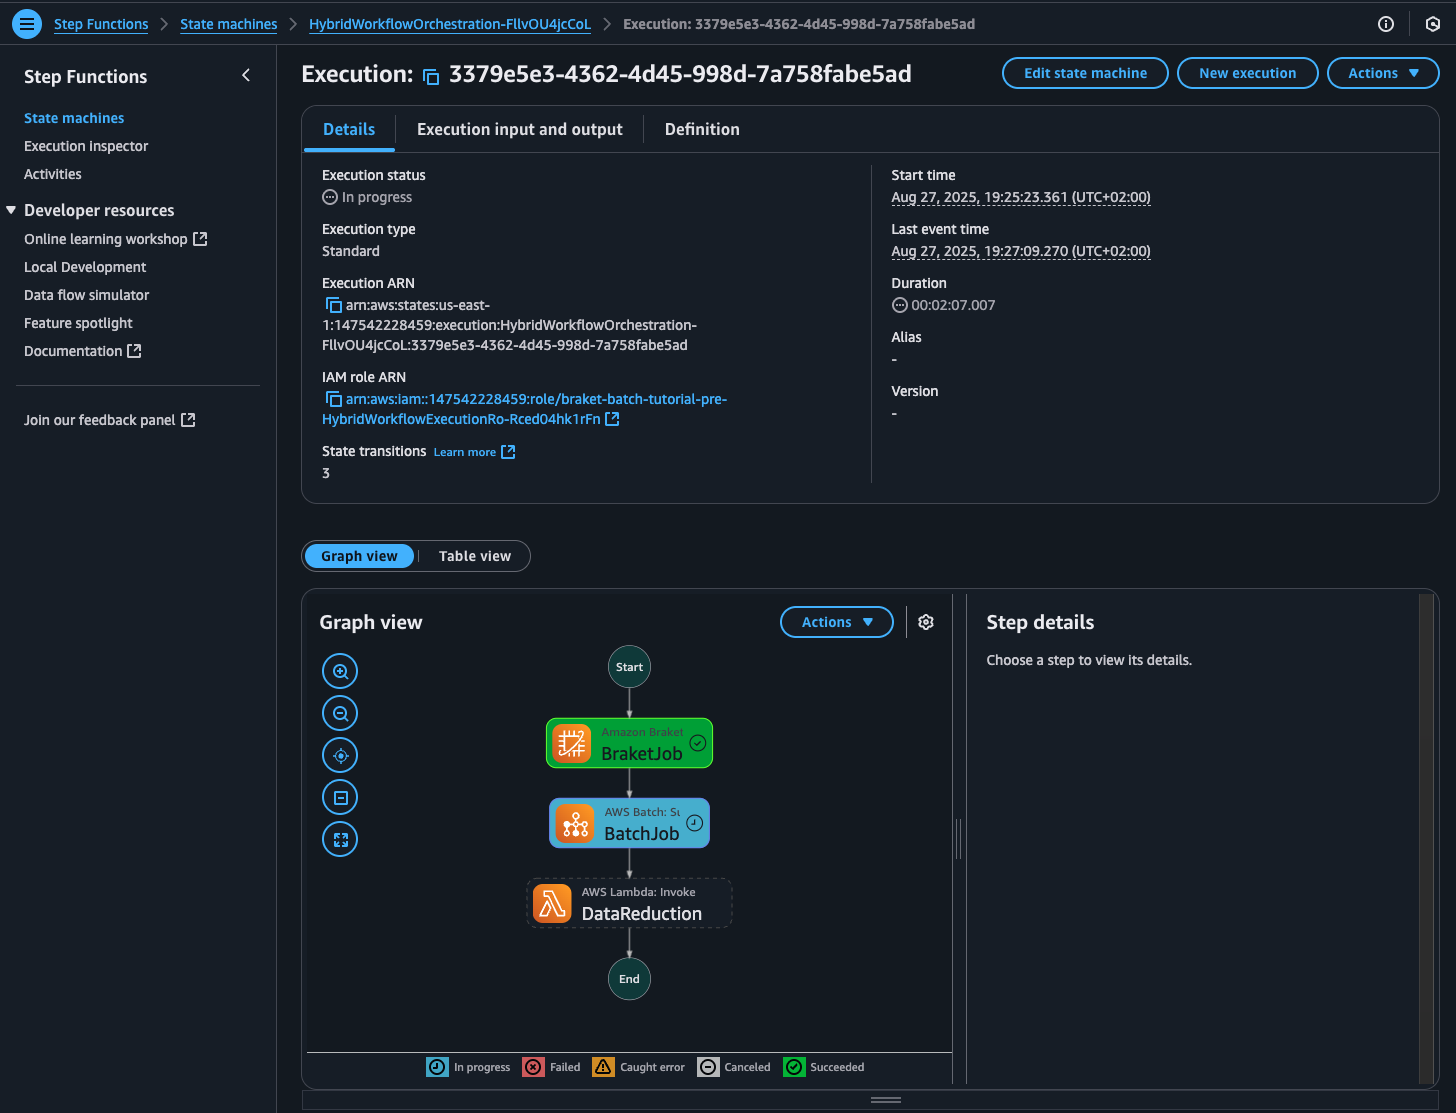 Step Functions
State machines
HybridWorkflowOrchestration-FllvOU4jcCoL
Execution: 3379e5e3-4362-4d45-998d-7a758fabe5ad
Step Functions
State machines
Execution inspector
Activities
Developer resources
Online learning workshop
Local Development
Data flow simulator
Feature spotlight
Documentation
Join our feedback panel
Execution: 3379e5e3-4362-4d45-998d-7a758fabe5ad
Edit state machine
New execution
Actions
Details
Execution input and output
Definition
Execution status
In progress
Execution type
Standard
Execution ARN
arn:aws:states:us-east-
1:147542228459:execution:HybridWorkflowOrchestration-
FllvOU4jcCoL:3379e5e3-4362-4d45-998d-7a758fabe5ad
IAM role ARN
arn:aws:iam::147542228459:role/braket-batch-tutorial-pre-
HybridWorkflowExecutionRo-Rced04hk1rFn
State transitions Learn more
3
Start time
Aug 27, 2025, 19:25:23.361 (UTC+02:00)
Last event time
Aug 27, 2025, 19:27:09.270 (UTC+02:00)
Duration
00:02:07.007
Alias
-
Version
-
Graph view
Table view
Graph view
Actions
Start
Amazon Braket
BraketJob
AWS Batch: Su
BatchJob
AWS Lambda: Invoke
DataReduction
End
In progress
Failed
Caught error
Canceled
Succeeded
Step details
Choose a step to view its details.